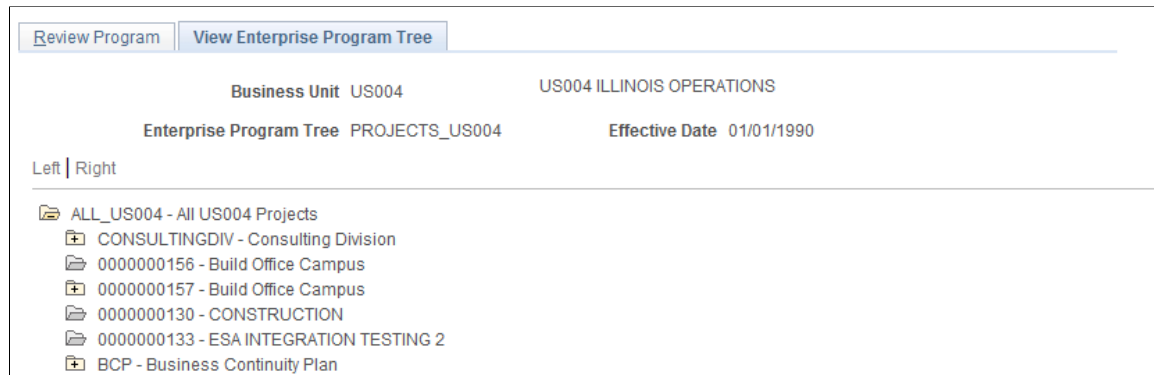 Review Program View Enterprise Program Tree
Business Unit US004 US004 ILLINOIS OPERATIONS
Enterprise Program Tree PROJECTS_US004 Effective Date 01/01/1990
Left | Right
ALL_US004 - All US004 Projects
CONSULTINGDIV - Consulting Division
0000000156 - Build Office Campus
0000000157 - Build Office Campus
0000000130 - CONSTRUCTION
0000000133 - ESA INTEGRATION TESTING 2
BCP - Business Continuity Plan